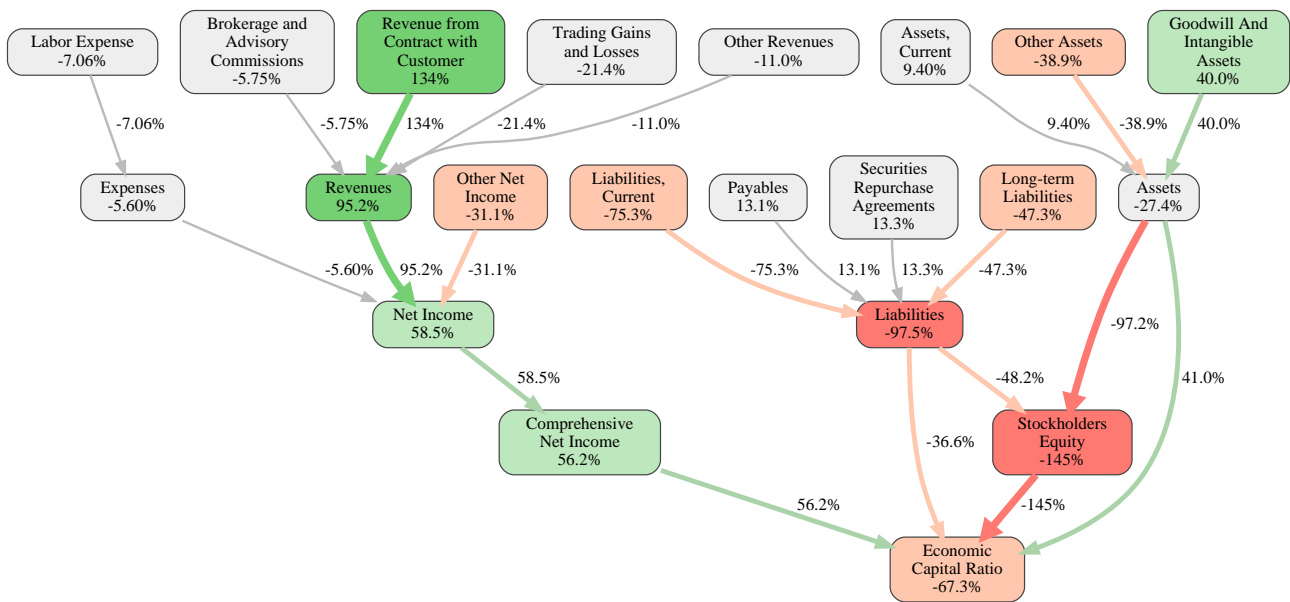 Labor Expense
-7.06%
Brokerage and
Advisory
Commissions
-5.75%
Revenue from
Contract with
Customer
134%
Trading Gains
and Losses
-21.4%
Other Revenues
-11.0%
Assets,
Current
9.40%
Other Assets
-38.9%
Goodwill And
Intangible
Assets
40.0%
-7.06%
-5.75%
134%
-21.4%
-11.0%
9.40%
-38.9%
40.0%
Expenses
-5.60%
Revenues
95.2%
Other Net
Income
-31.1%
Liabilities,
Current
-75.3%
Payables
13.1%
Securities
Repurchase
Agreements
13.3%
Long-term
Liabilities
-47.3%
Assets
-27.4%
-5.60%
95.2%
-31.1%
-75.3%
13.1%
13.3%
-47.3%
-97.2%
Net Income
58.5%
Liabilities
-97.5%
58.5%
-48.2%
41.0%
Comprehensive
Net Income
56.2%
-36.6%
Stockholders
Equity
-145%
56.2%
-145%
Economic
Capital Ratio
-67.3%